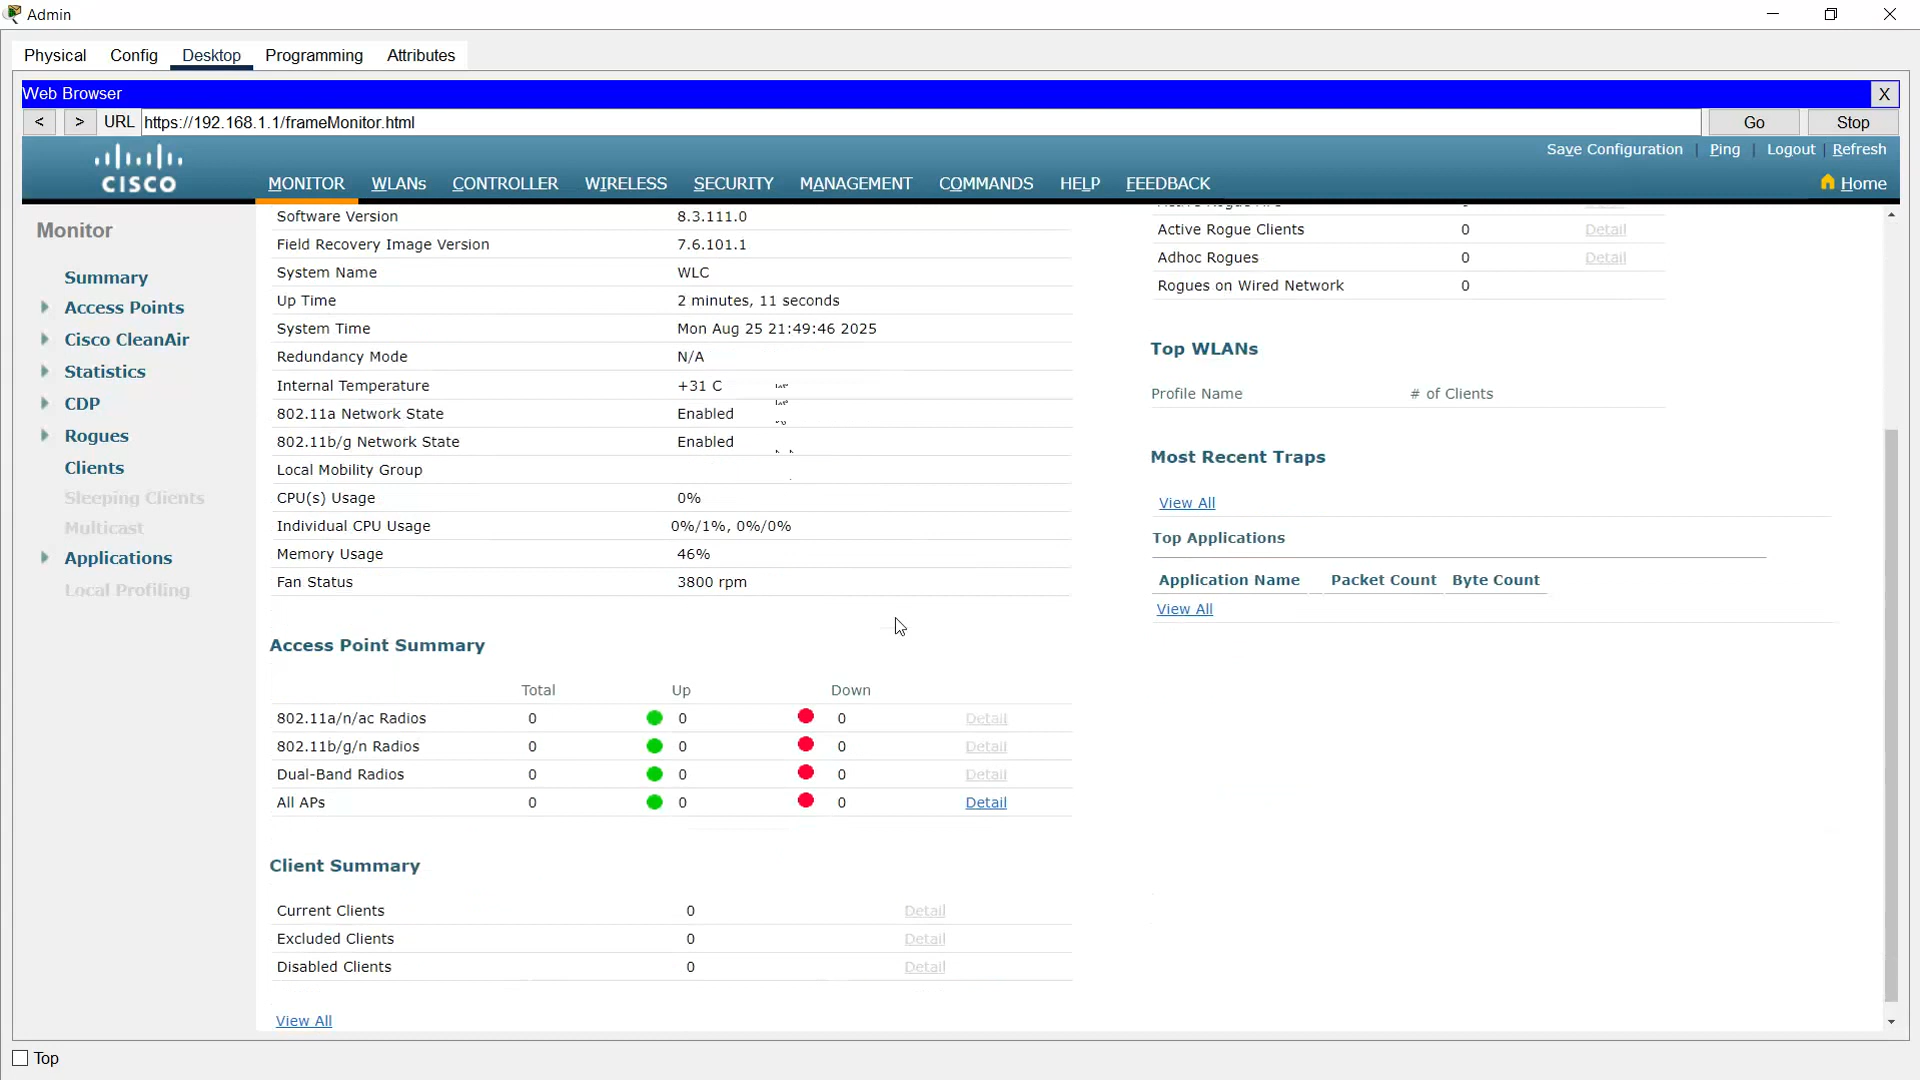 Admin
Physical Config Desktop Programming Attributes
Web Browser X
< > URL https://192.168.1.1/frameMonitor.html Go Stop
Save Configuration | Ping | Logout | Refresh
CISCO
MONITOR WLANs CONTROLLER WIRELESS SECURITY MANAGEMENT COMMANDS HELP FEEDBACK Home
Monitor
Summary
Access Points
Cisco CleanAir
Statistics
CDP
Rogues
Clients
Sleeping Clients
Multicast
Applications
Local Profiling
Software Version 8.3.111.0
Field Recovery Image Version 7.6.101.1
System Name WLC
Up Time 2 minutes, 11 seconds
System Time Mon Aug 25 21:49:46 2025
Redundancy Mode N/A
Internal Temperature +31 C
802.11a Network State Enabled
802.11b/g Network State Enabled
Local Mobility Group
CPU(s) Usage 0%
Individual CPU Usage 0%/1%, 0%/0%
Memory Usage 46%
Fan Status 3800 rpm
Access Point Summary
Total Up Down
802.11a/n/ac Radios 0 0 0 Detail
802.11b/g/n Radios 0 0 0 Detail
Dual-Band Radios 0 0 0 Detail
All APs 0 0 0 Detail
Client Summary
Current Clients 0 Detail
Excluded Clients 0 Detail
Disabled Clients 0 Detail
View All
Active Rogue Clients 0 Detail
Adhoc Rogues 0 Detail
Rogues on Wired Network 0
Top WLANs
Profile Name # of Clients
Most Recent Traps
View All
Top Applications
Application Name Packet Count Byte Count
View All
Top